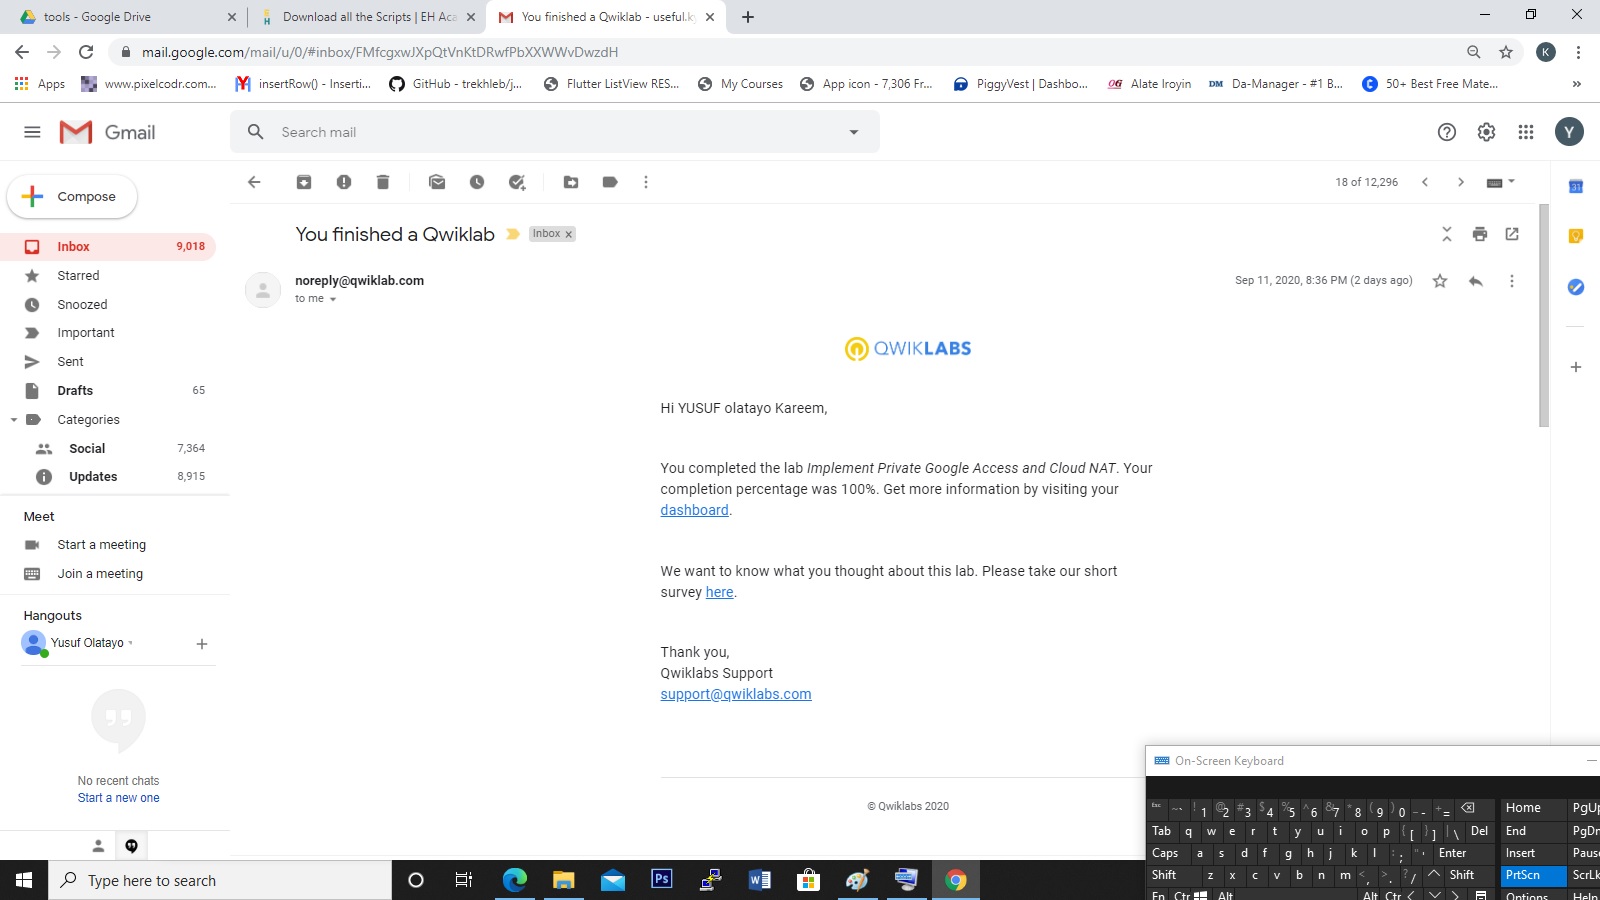 tools - Google Drive
Download all the Scripts | EH Aca
You finished a Qwiklab - useful.k
mail.google.com/mail/u/0/#inbox/FMfcgxwJXpQtVnKtDRwfPbXXWWvDwzdH
K
Apps
www.pixelcodr.com...
insertRow() - Inserti...
GitHub - trekhleb/j...
Flutter ListView RES...
My Courses
App icon - 7,306 Fr...
PiggyVest | Dashbo...
Alate Iroyin
DM Da-Manager - #1 B...
50+ Best Free Mate...
Gmail
Search mail
Y
Compose
18 of 12,296
31
Inbox 9,018
Starred
Snoozed
Important
Sent
Drafts 65
Categories
Social 7,364
Updates 8,915
Meet
Start a meeting
Join a meeting
Hangouts
Yusuf Olatayo
No recent chats
Start a new one
You finished a Qwiklab
Inbox x
noreply@qwiklab.com
Sep 11, 2020, 8:36 PM (2 days ago)
to me
QWIKLABS
Hi YUSUF olatayo Kareem,
You completed the lab Implement Private Google Access and Cloud NAT. Your
completion percentage was 100%. Get more information by visiting your
dashboard.
We want to know what you thought about this lab. Please take our short
survey here.
Thank you,
Qwiklabs Support
support@qwiklabs.com
© Qwiklabs 2020
On-Screen Keyboard
Esc ~ ` ! 1 @ 2 # 3 $ 4 % 5 ^ 6 & 7 * 8 ( 9 ) 0 _ - + = Home PgUp
Tab q w e r t y u i o p { [ } ] | \ Del End PgDn
Caps a s d f g h j k l : ; " ' Enter Insert Pause
Shift z x c v b n m < , > . ? / Shift PrtScn ScrLk
Fn Ctrl Alt Alt Ctrl Options Help
Type here to search
Ps